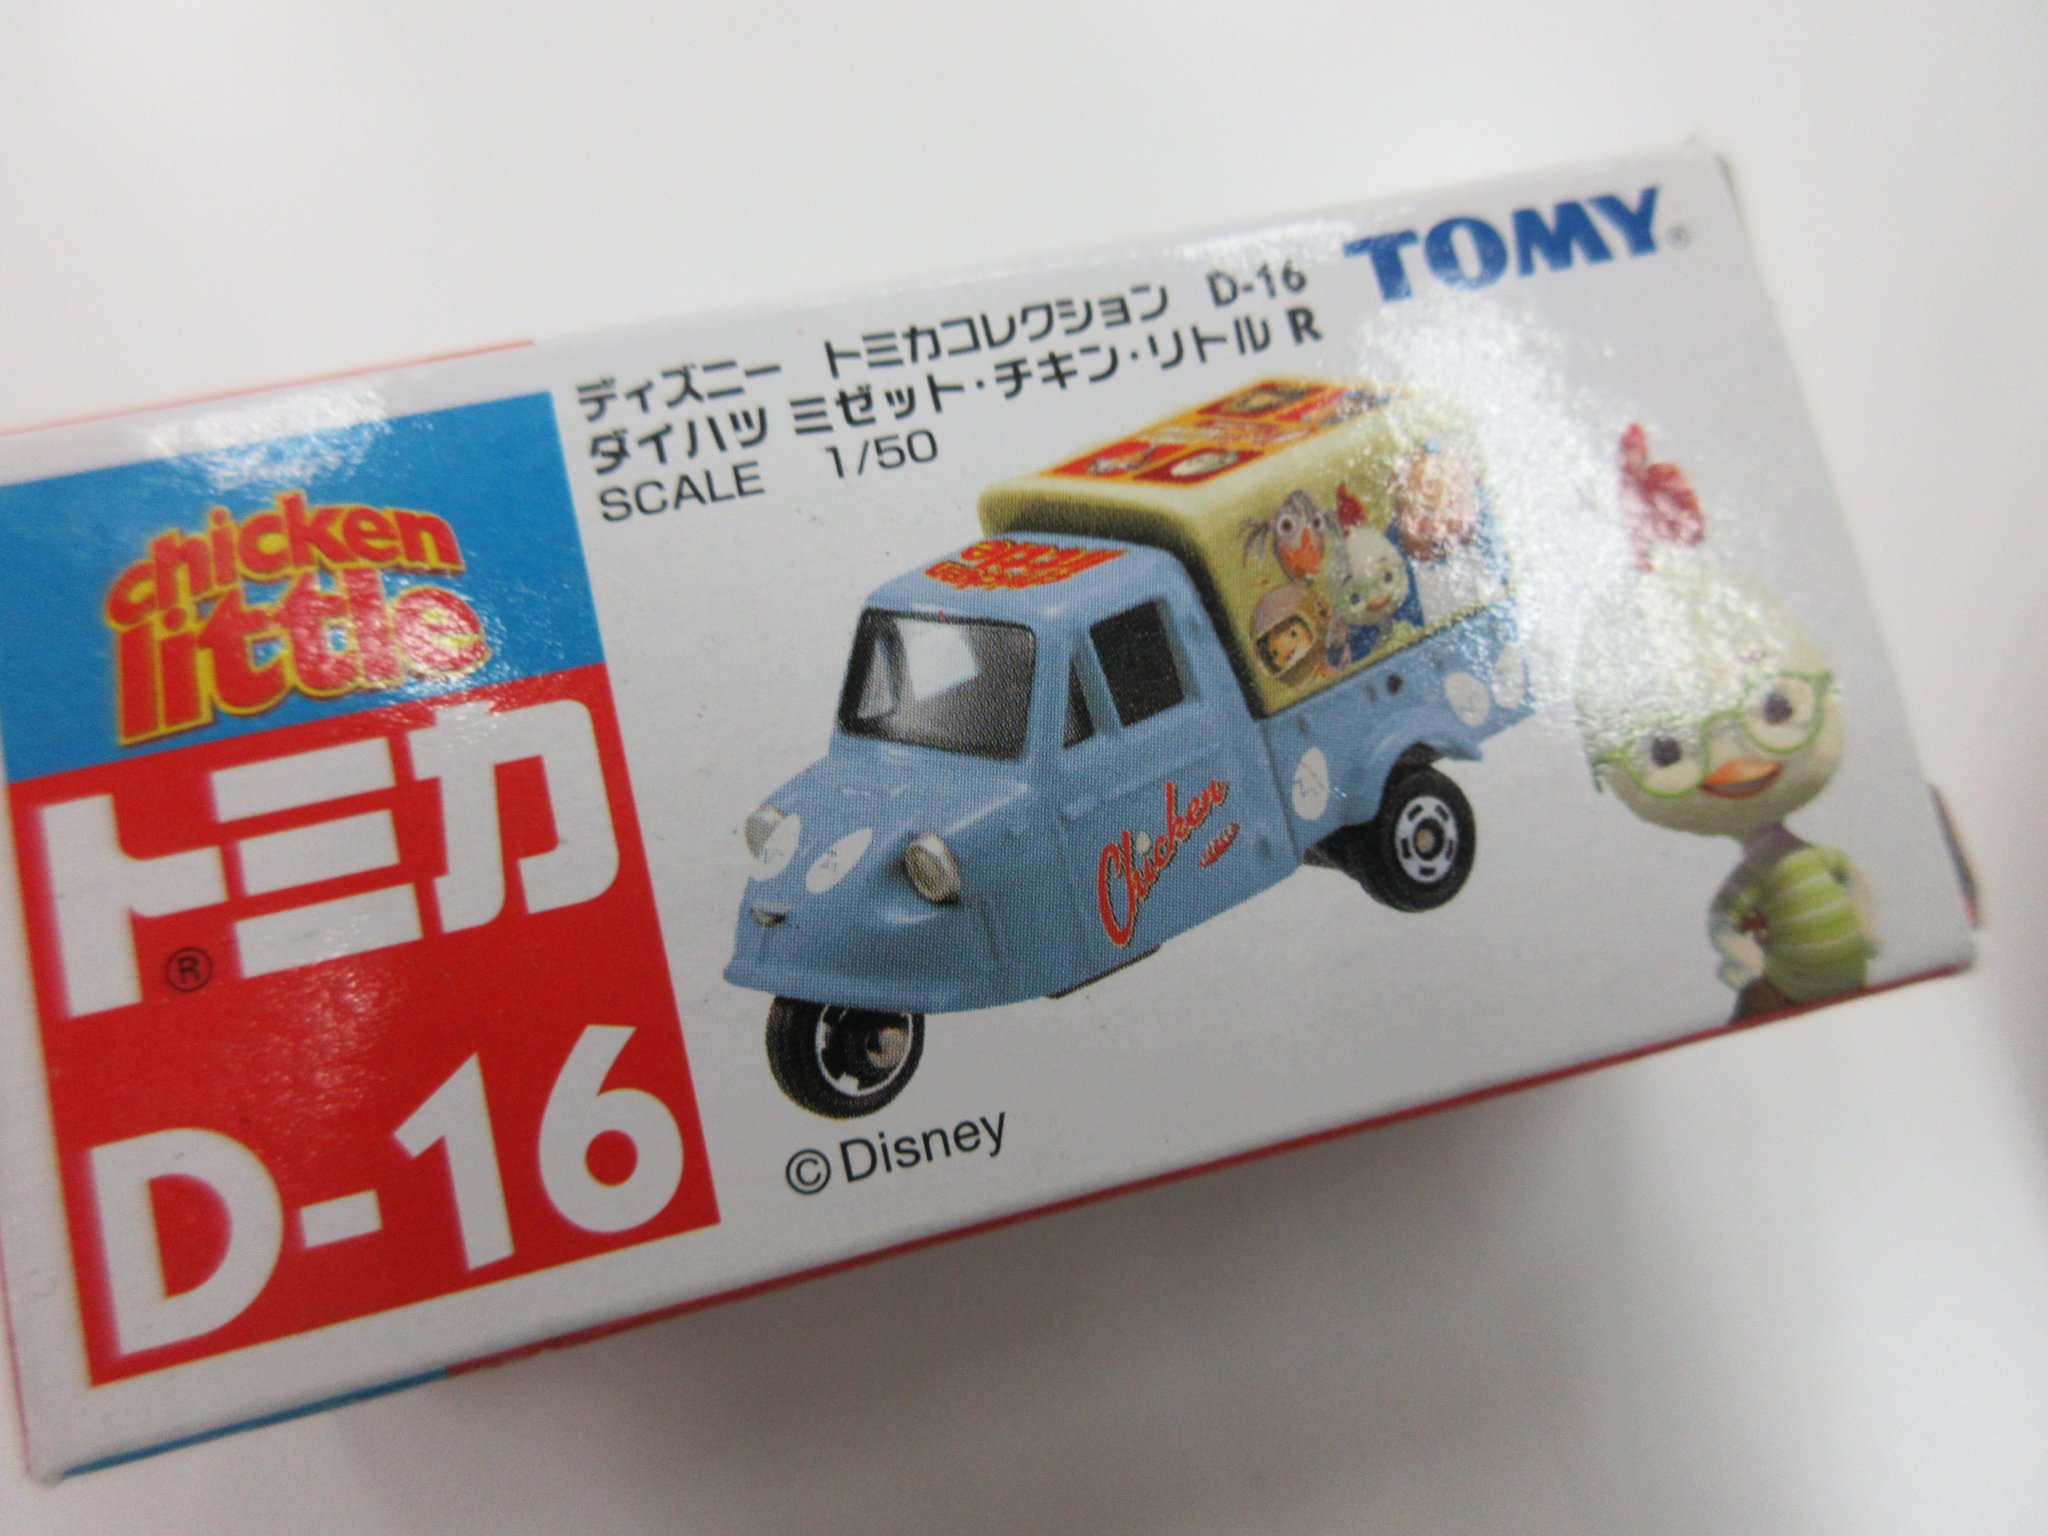 TOMY®
ディズニー トミカコレクション D-16
ダイハツ ミゼット・チキン・リトル R
SCALE 1/50
chicken
little
トミカ®
D-16
Chicken
©Disney